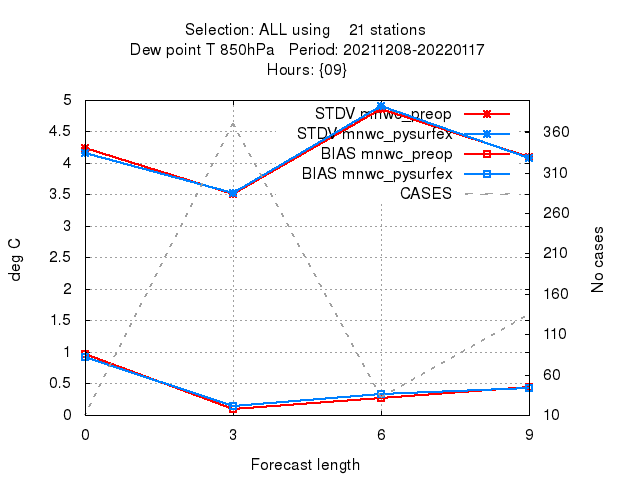 Selection: ALL using    21 stations
Dew point T 850hPa   Period: 20211208-20220117
Hours: {09}
STDV mnwc_preop
STDV mnwc_pysurfex
BIAS mnwc_preop
BIAS mnwc_pysurfex
CASES
5
4.5
4
3.5
3
2.5
2
1.5
1
0.5
0
deg C
360
310
260
210
160
110
60
10
No cases
0
3
6
9
Forecast length